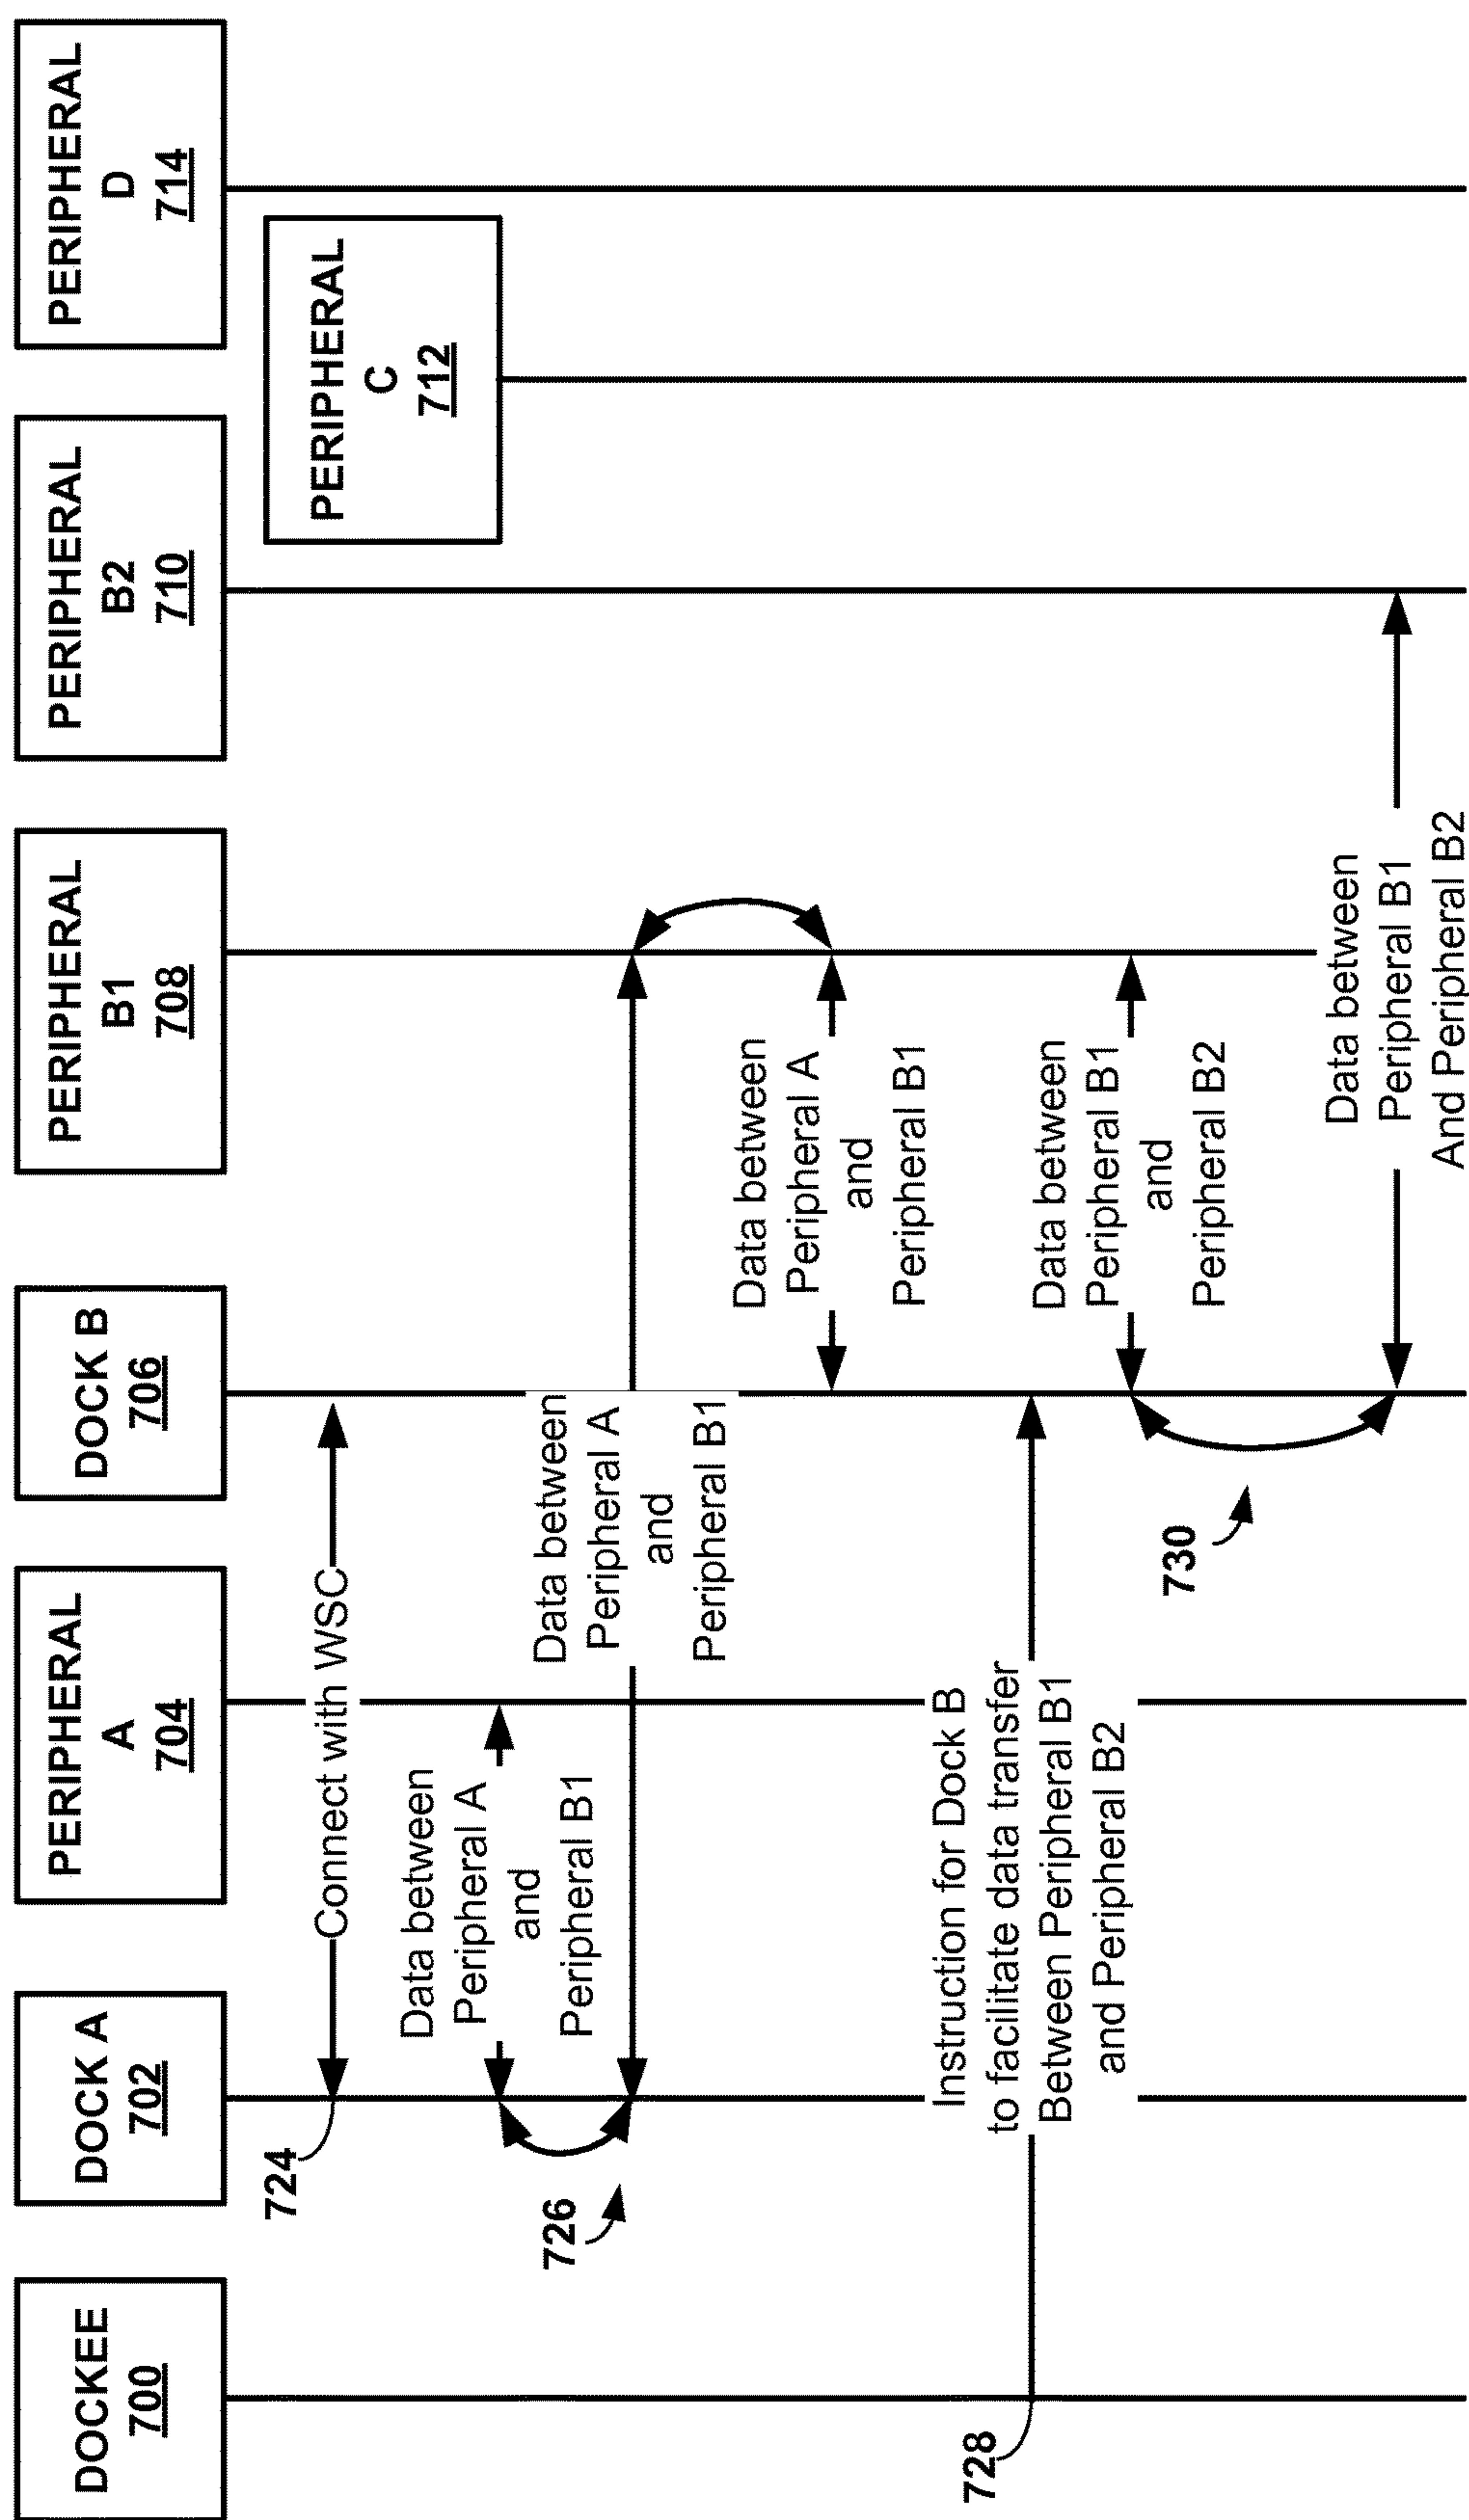 DOCKEE
700
DOCK A
702
PERIPHERAL
A
704
DOCK B
706
PERIPHERAL
B1
708
PERIPHERAL
B2
710
PERIPHERAL
C
712
PERIPHERAL
D
714
724
Connect with WSC
Data between
Peripheral A
and
Peripheral B1
726
Data between
Peripheral A
and
Peripheral B1
Data between
Peripheral A
and
Peripheral B1
728
Instruction for Dock B
to facilitate data transfer
Between Peripheral B1
and Peripheral B2
Data between
Peripheral B1
and
Peripheral B2
730
Data between
Peripheral B1
And Peripheral B2